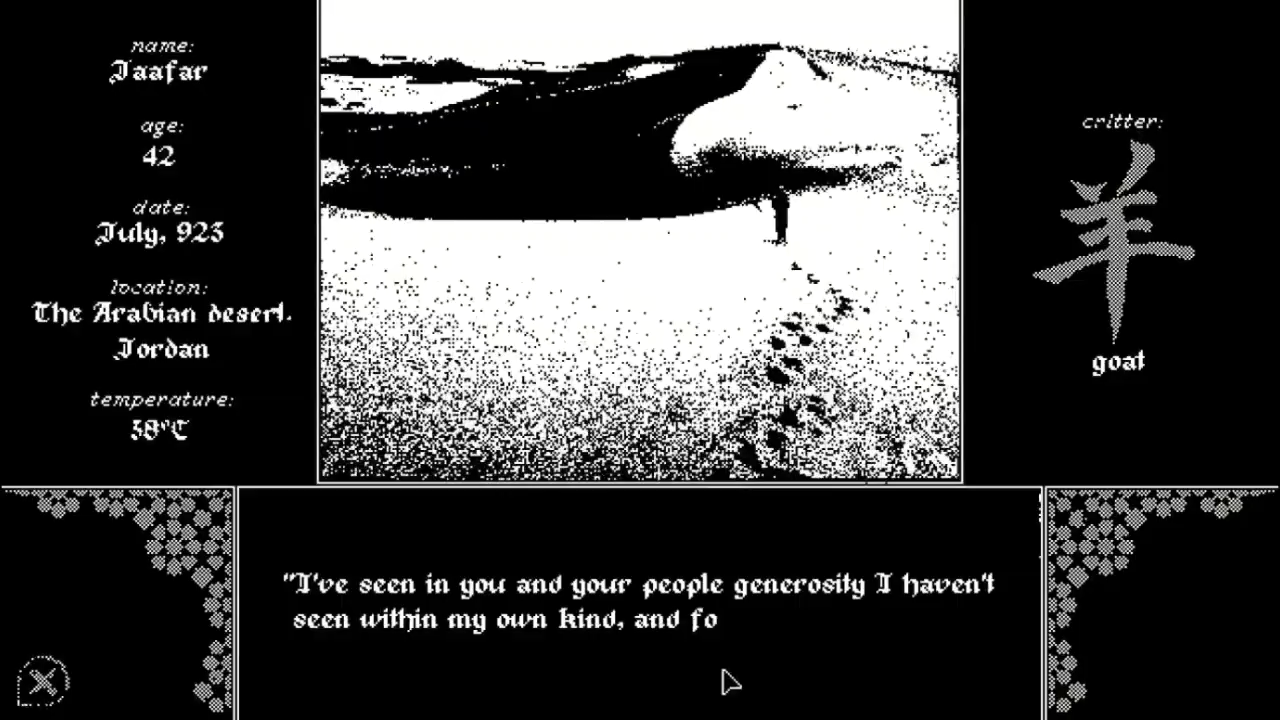 name:
Jaafar
age:
42
date:
July, 923
location:
The Arabian desert.
Jordan
temperature:
38°C
critter:
羊
goat
"I've seen in you and your people generosity I haven't
seen within my own kind, and fo